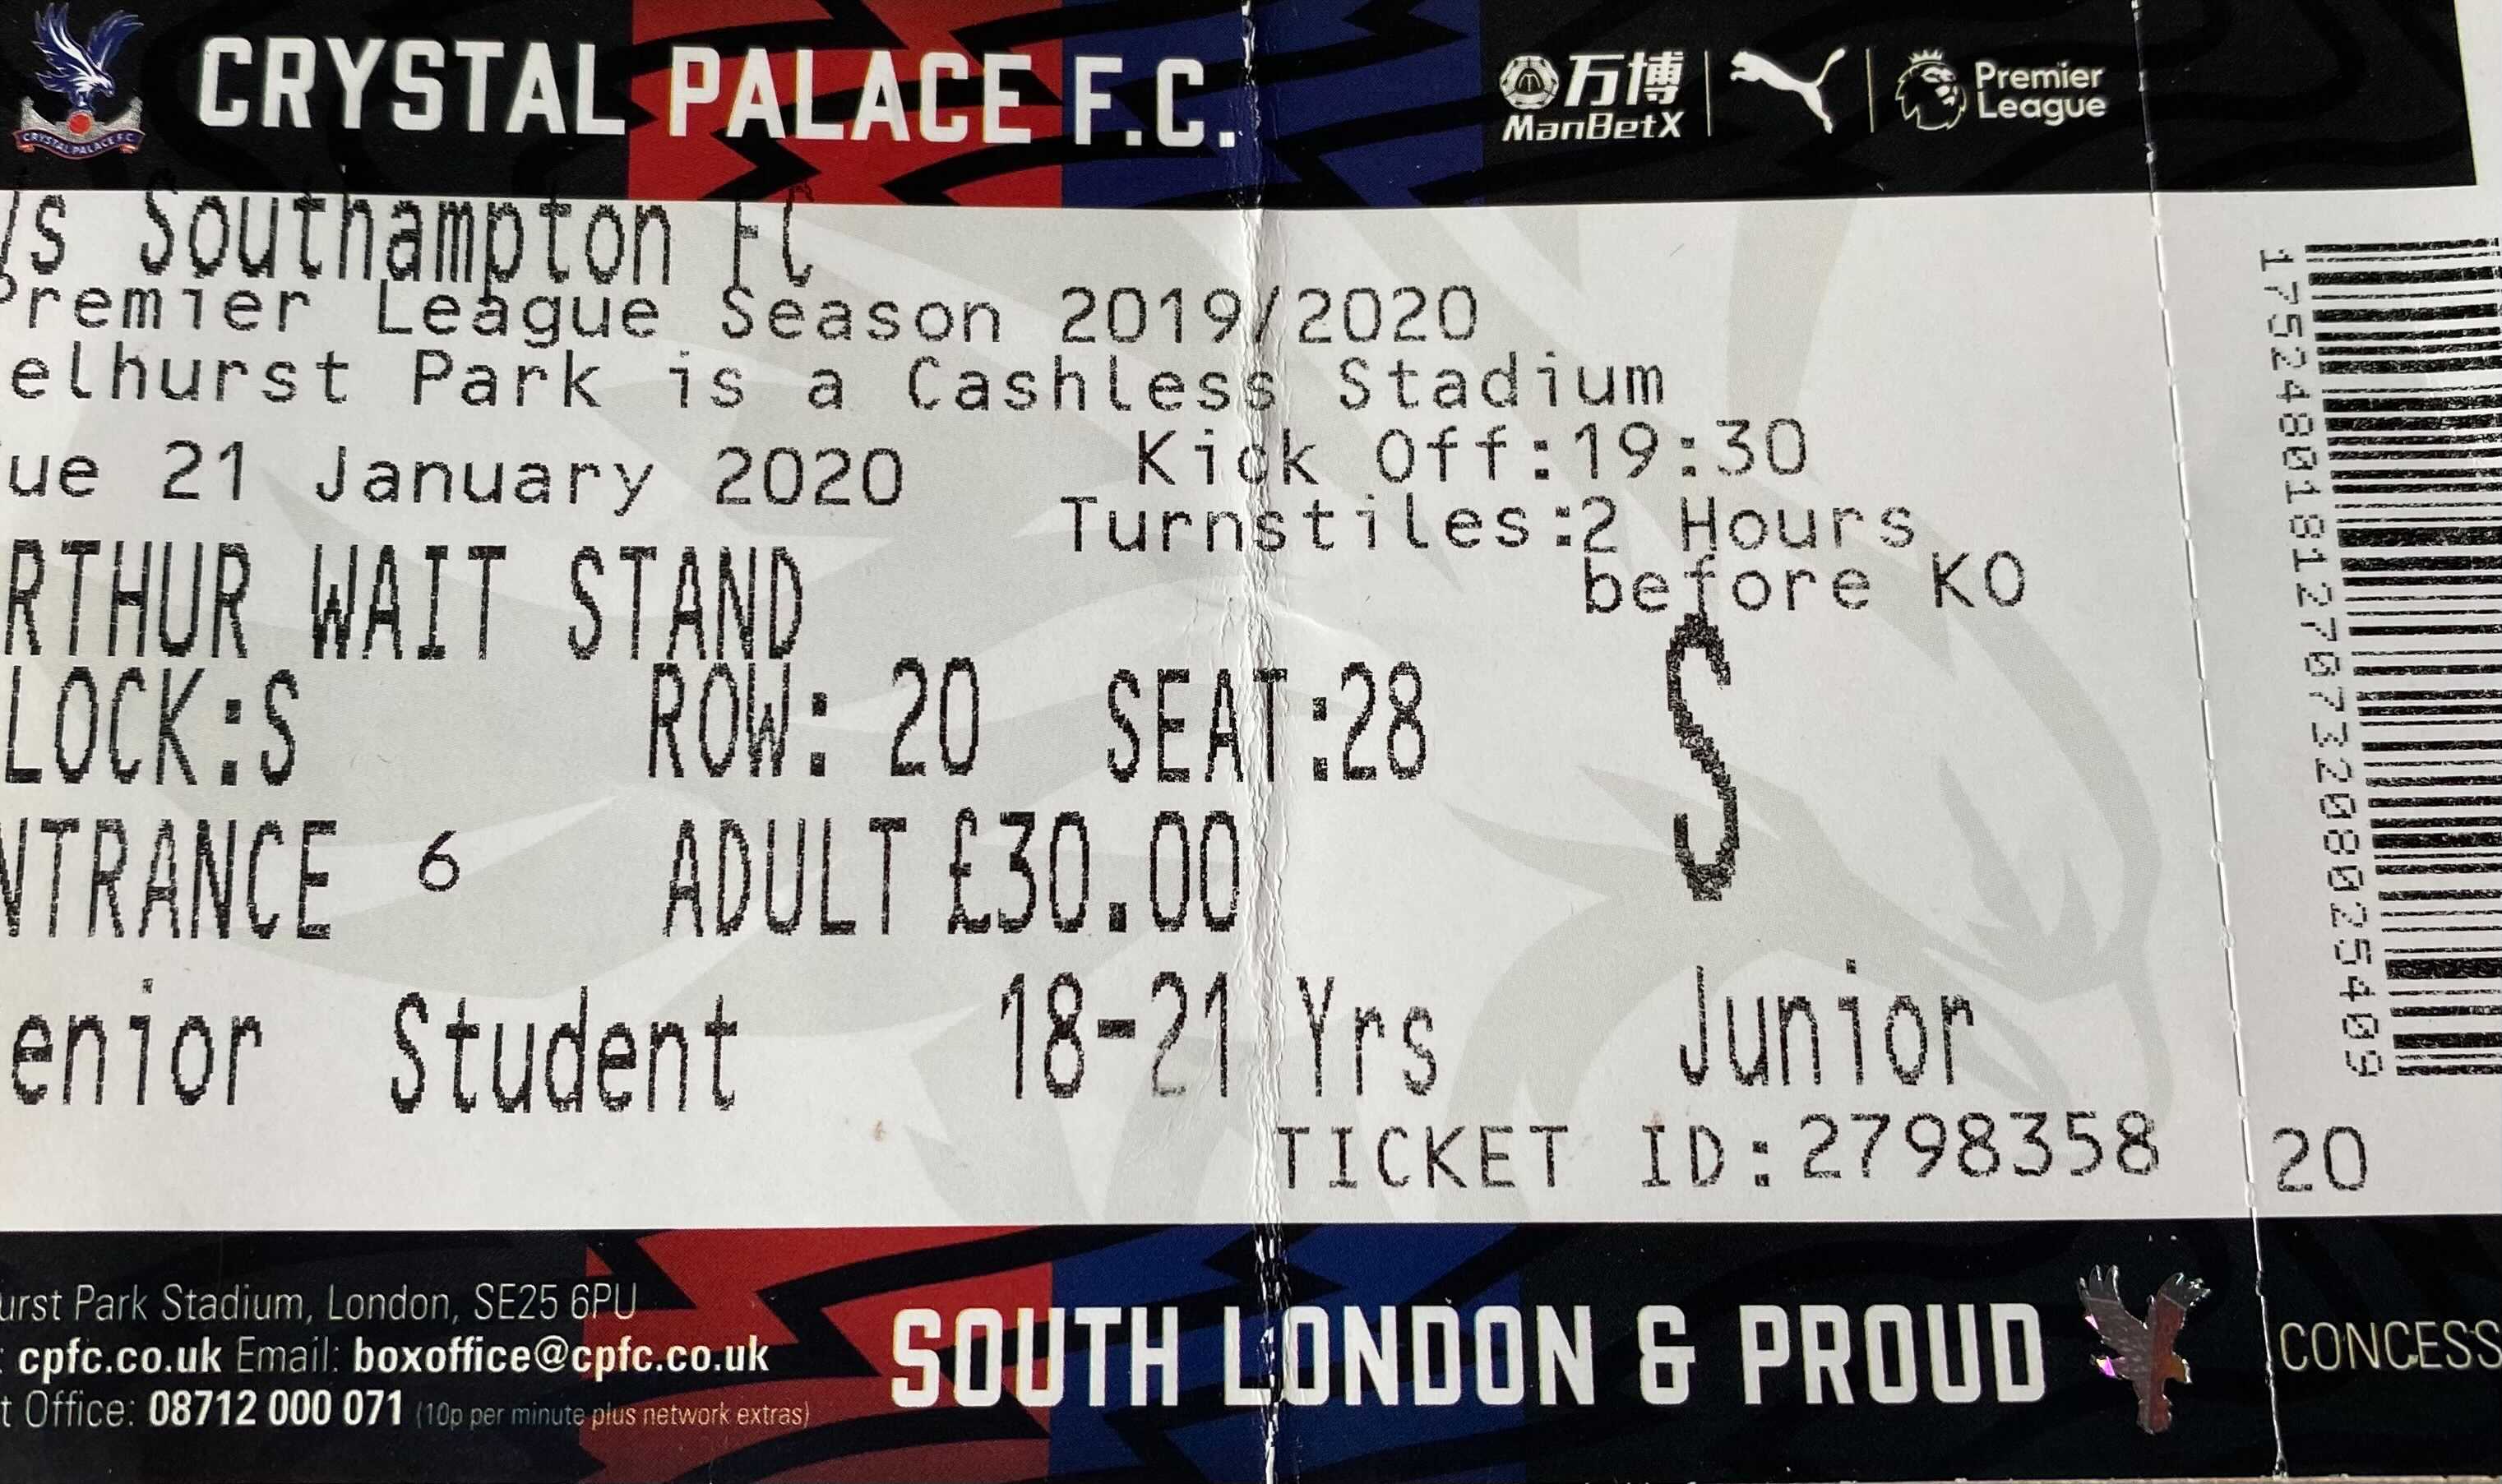 CRYSTAL PALACE F.C.
CRYSTAL PALACE F.C.
万博
ManBetX
Premier
League
Vs Southampton FC
Premier League Season 2019/2020
elhurst Park is a Cashless Stadium
ue 21 January 2020
Kick Off:19:30
Turnstiles:2 Hours
before KO
RTHUR WAIT STAND
LOCK:S ROW: 20 SEAT:28
S
NTRANCE 6 ADULT £30.00
enior Student 18-21 Yrs Junior
TICKET ID:2798358
20
175248018127073208025409
urst Park Stadium, London, SE25 6PU
: cpfc.co.uk Email: boxoffice@cpfc.co.uk
t Office: 08712 000 071 (10p per minute plus network extras)
SOUTH LONDON & PROUD
CONCESS